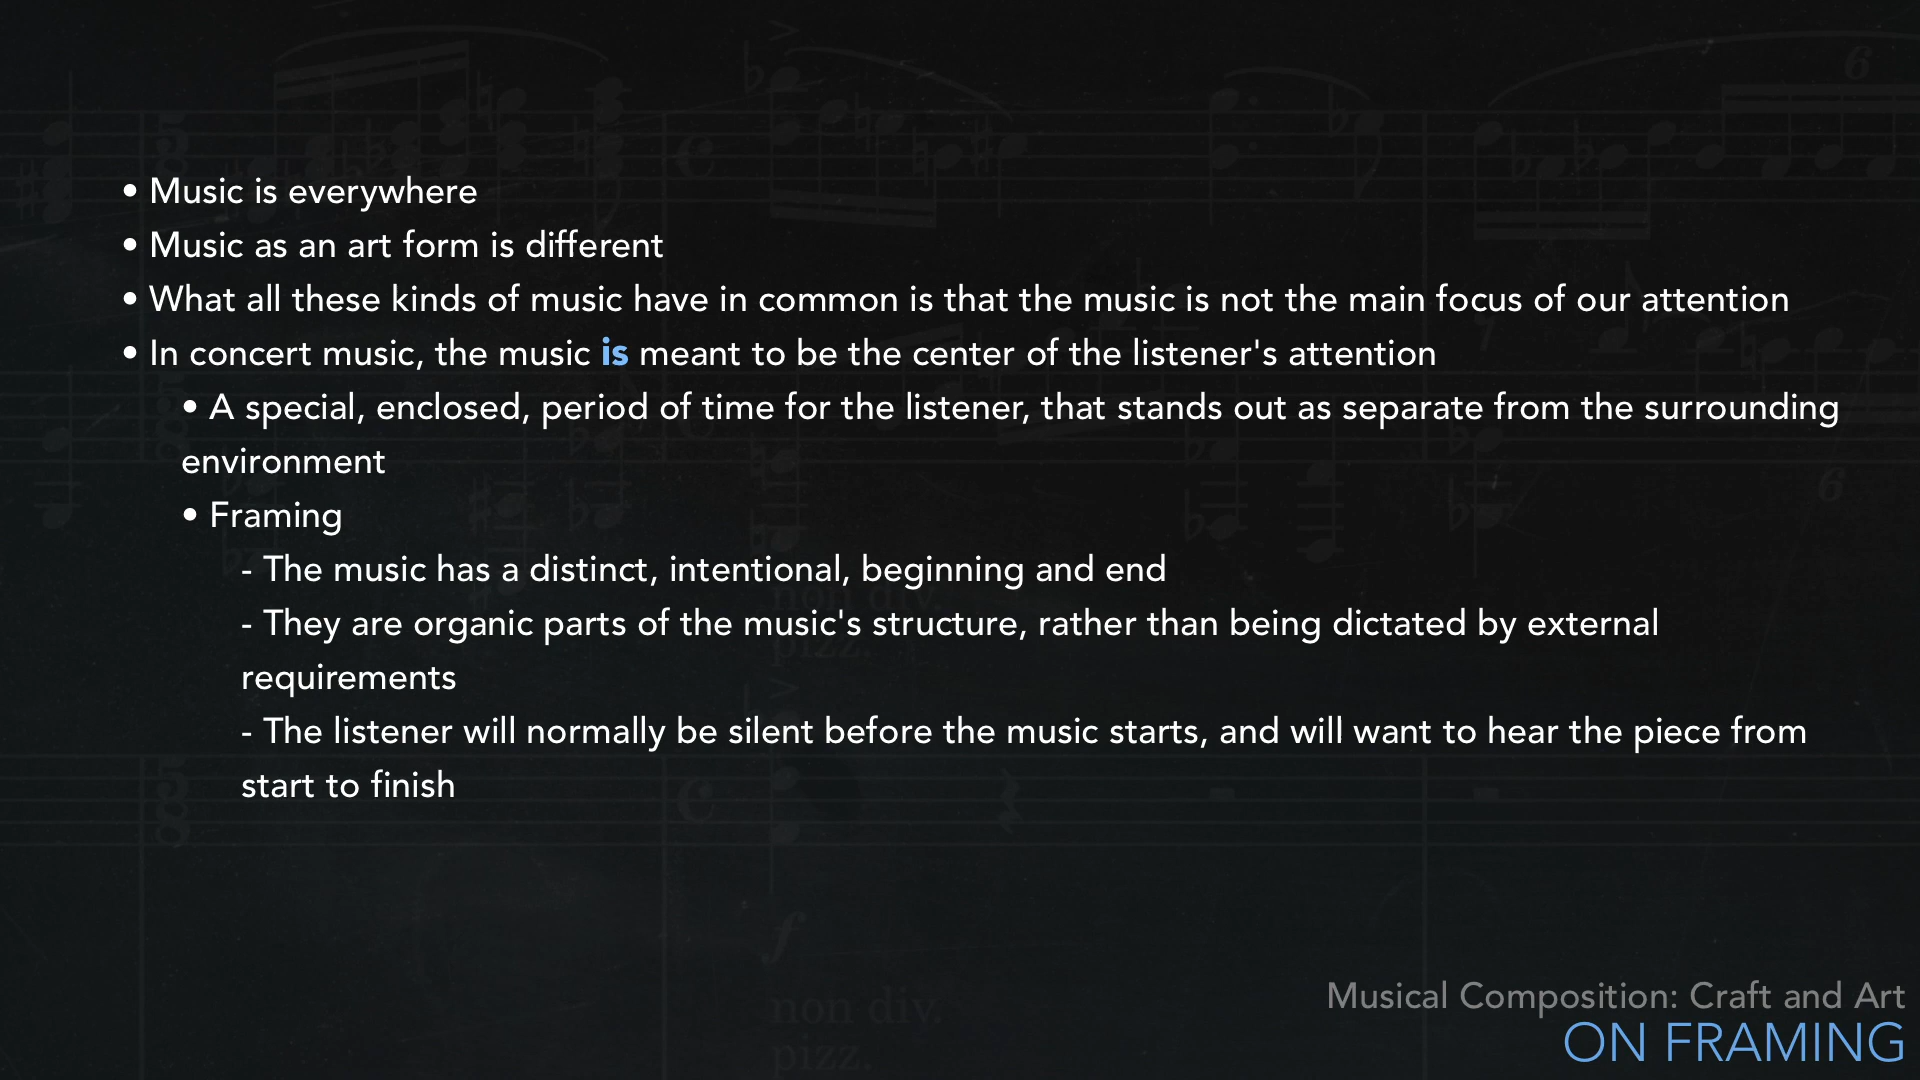 • Music is everywhere
• Music as an art form is different
• What all these kinds of music have in common is that the music is not the main focus of our attention
• In concert music, the music is meant to be the center of the listener's attention
• A special, enclosed, period of time for the listener, that stands out as separate from the surrounding
environment
• Framing
- The music has a distinct, intentional, beginning and end
- They are organic parts of the music's structure, rather than being dictated by external
requirements
- The listener will normally be silent before the music starts, and will want to hear the piece from
start to finish
non div.
pizz.
f
non div.
pizz.
Musical Composition: Craft and Art
ON FRAMING